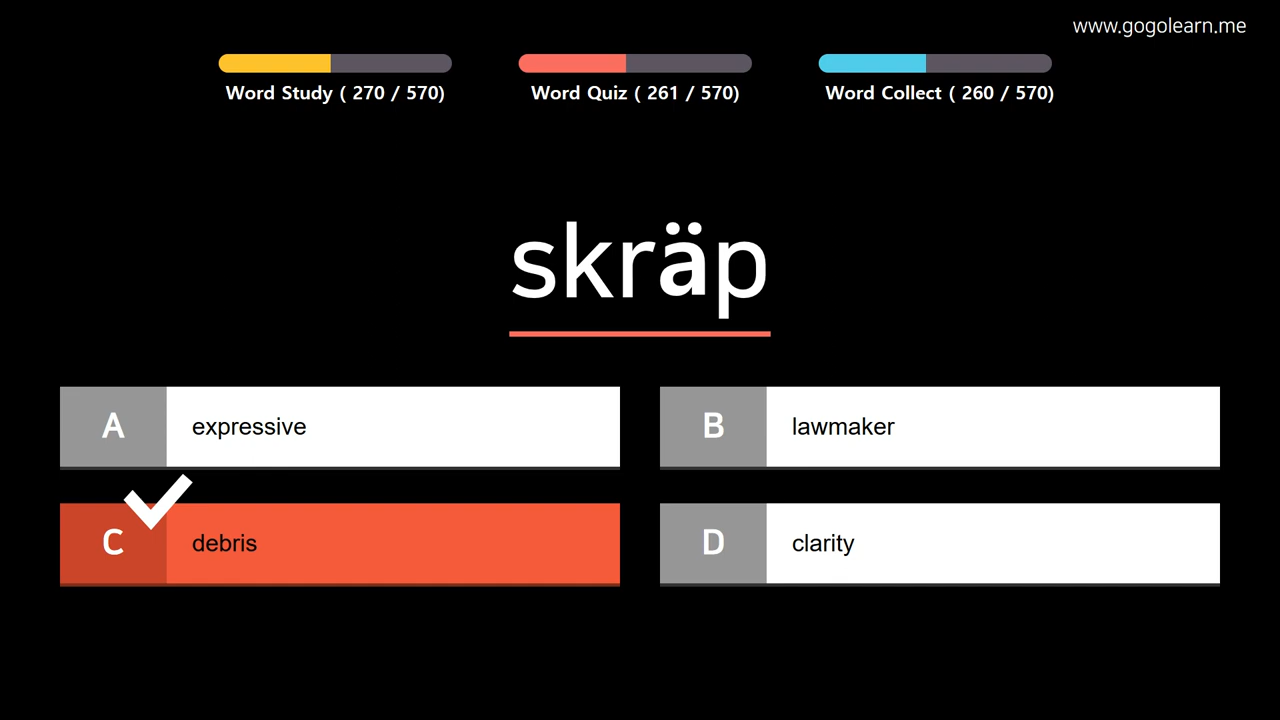 www.gogolearn.me
Word Study ( 270 / 570)
Word Quiz ( 261 / 570)
Word Collect ( 260 / 570)
skräp
A expressive
B lawmaker
C debris
D clarity